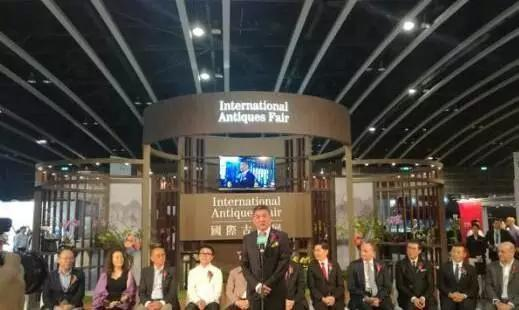 International
Antiques Fair
International
Antiques Fair
國際古